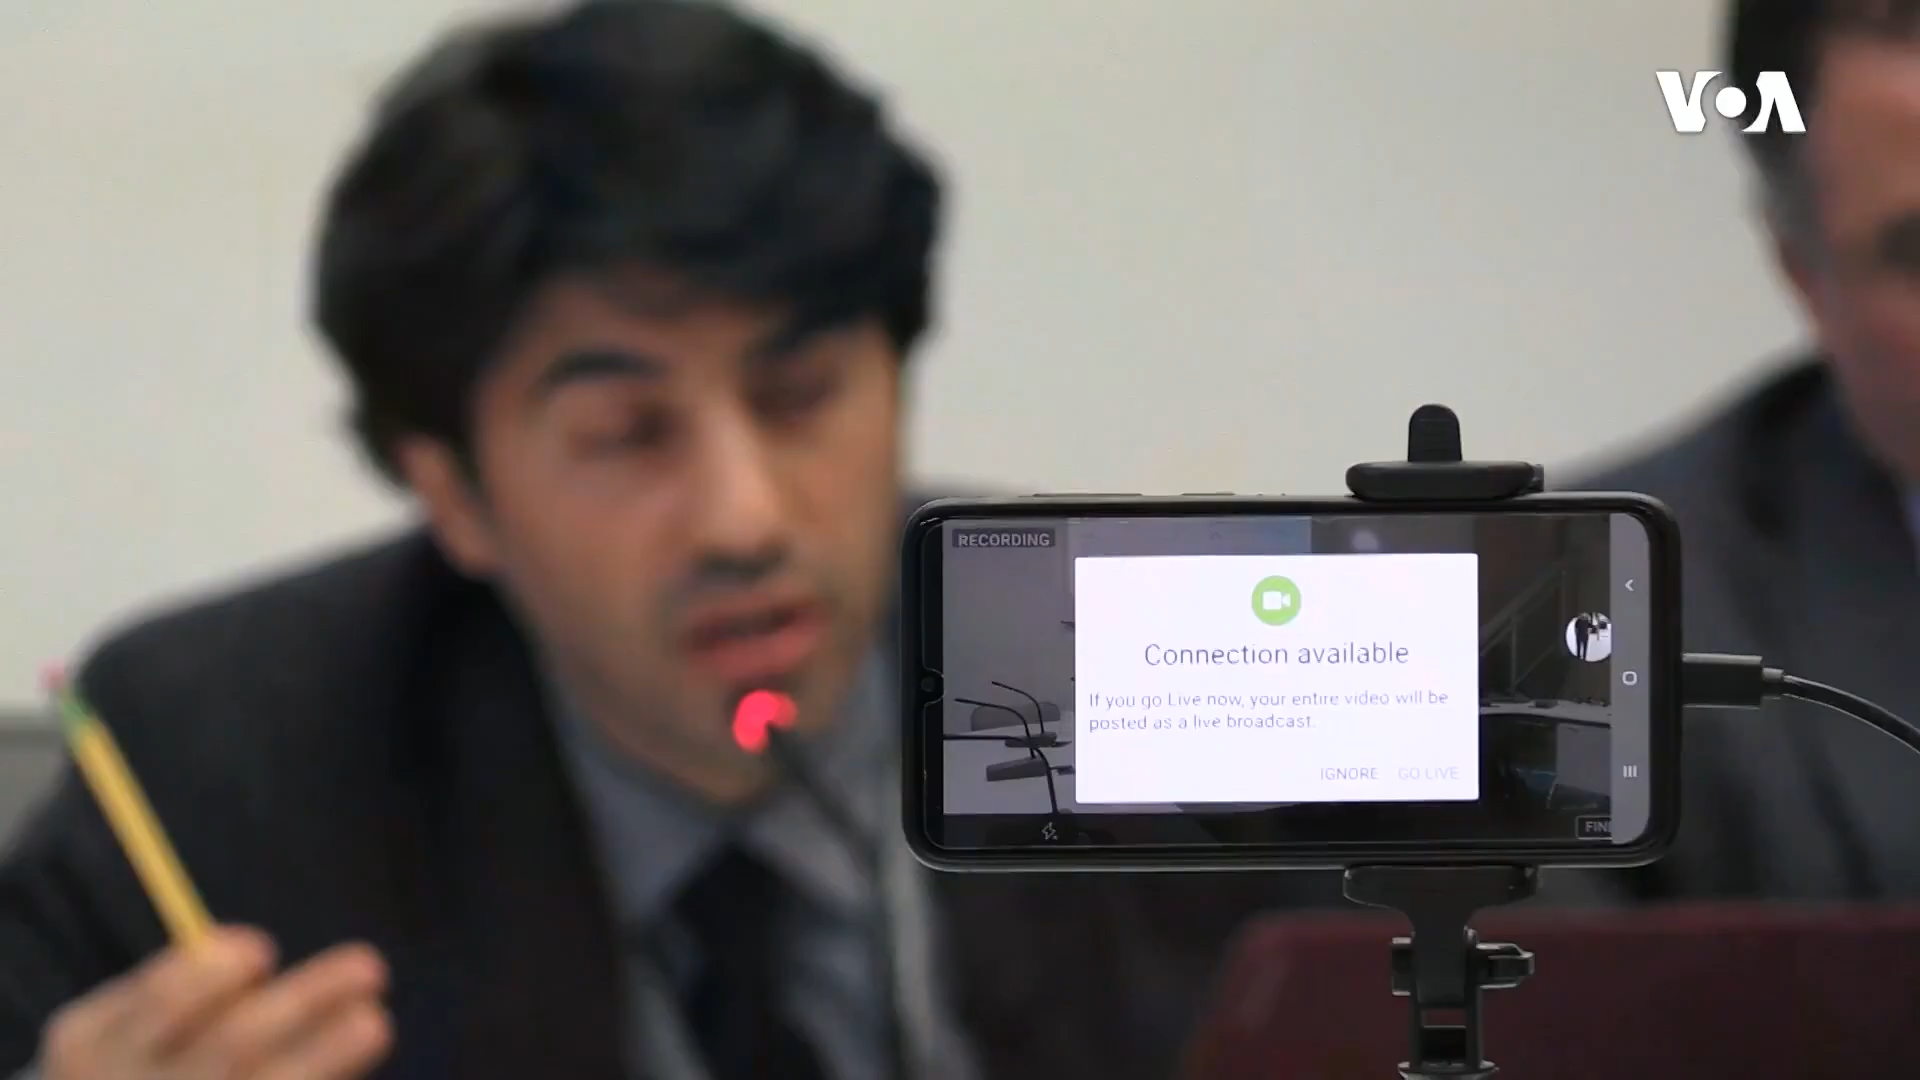 VOA
RECORDING
Connection available
If you go Live now, your entire video will be
posted as a live broadcast.
IGNORE GO LIVE
FINI